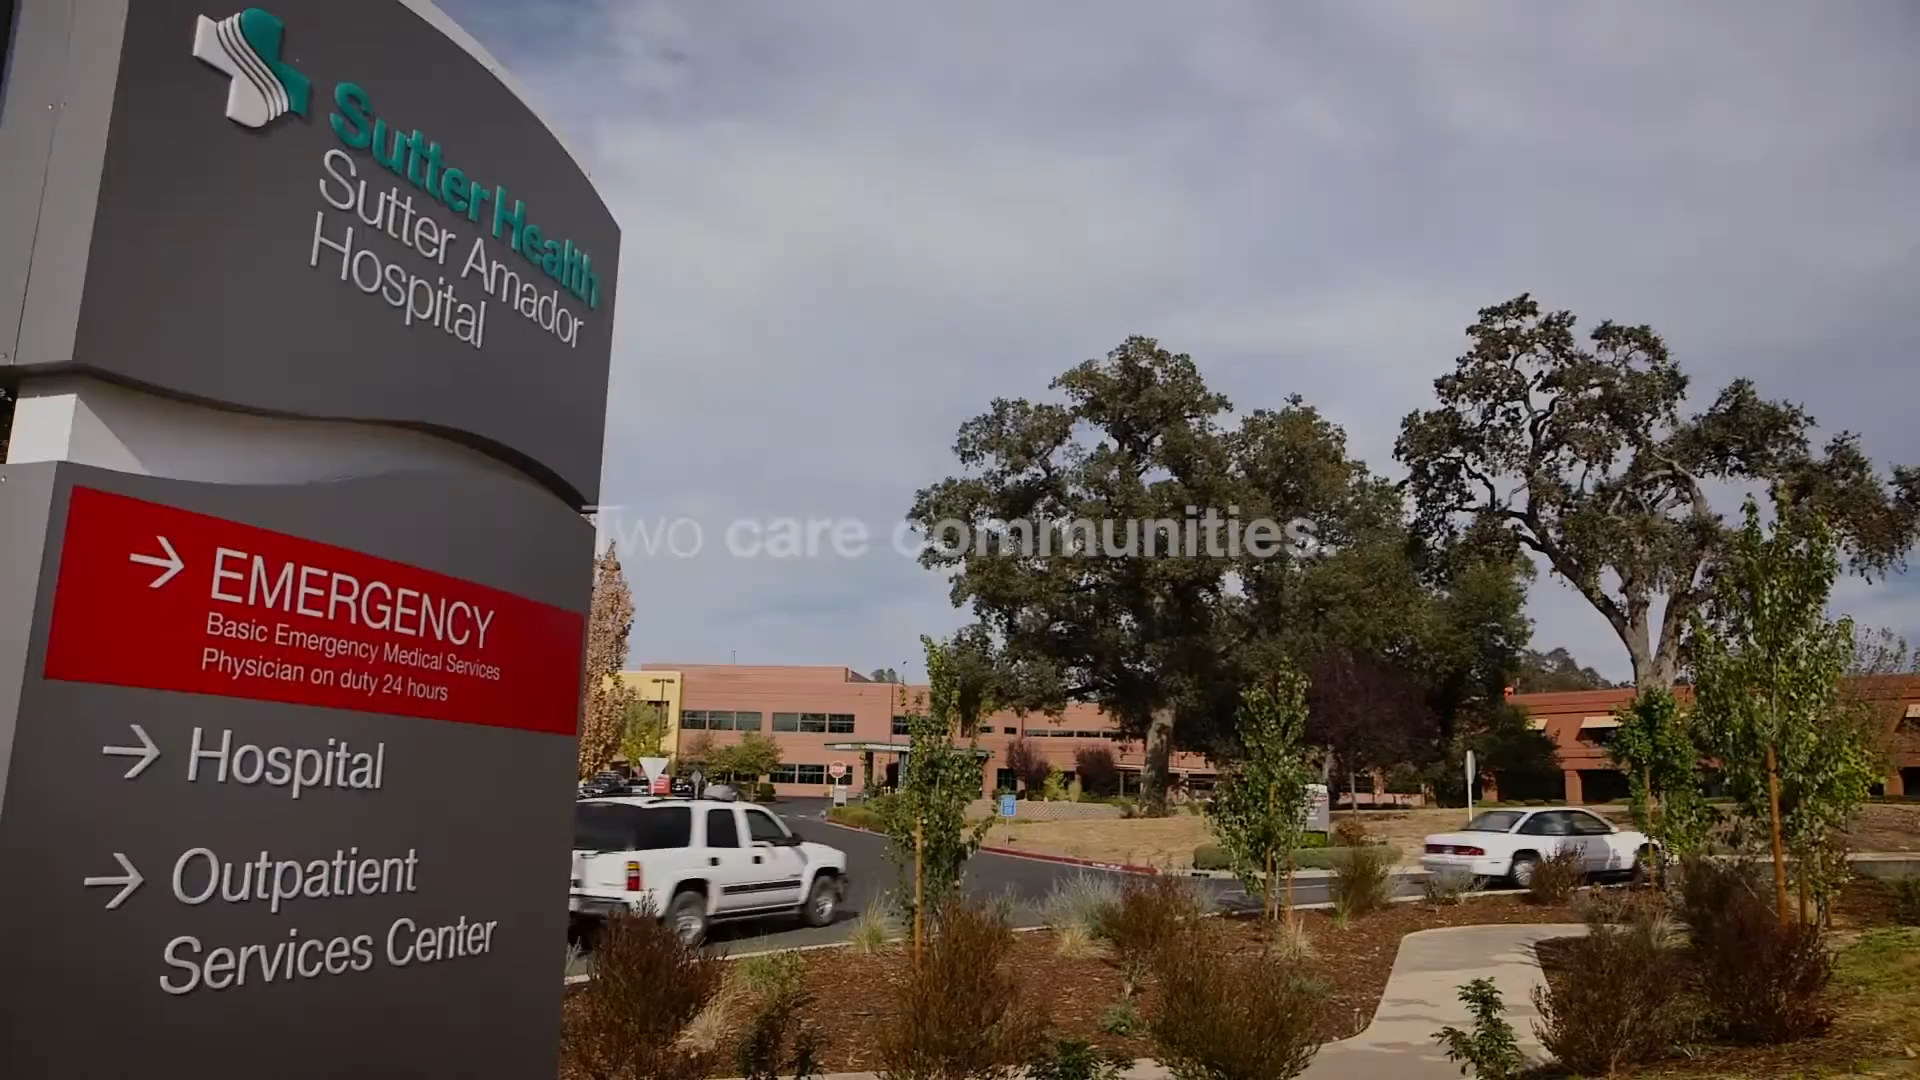 Sutter Health
Sutter Amador
Hospital
Two care communities.
EMERGENCY
Basic Emergency Medical Services
Physician on duty 24 hours
Hospital
Outpatient
Services Center
STOP